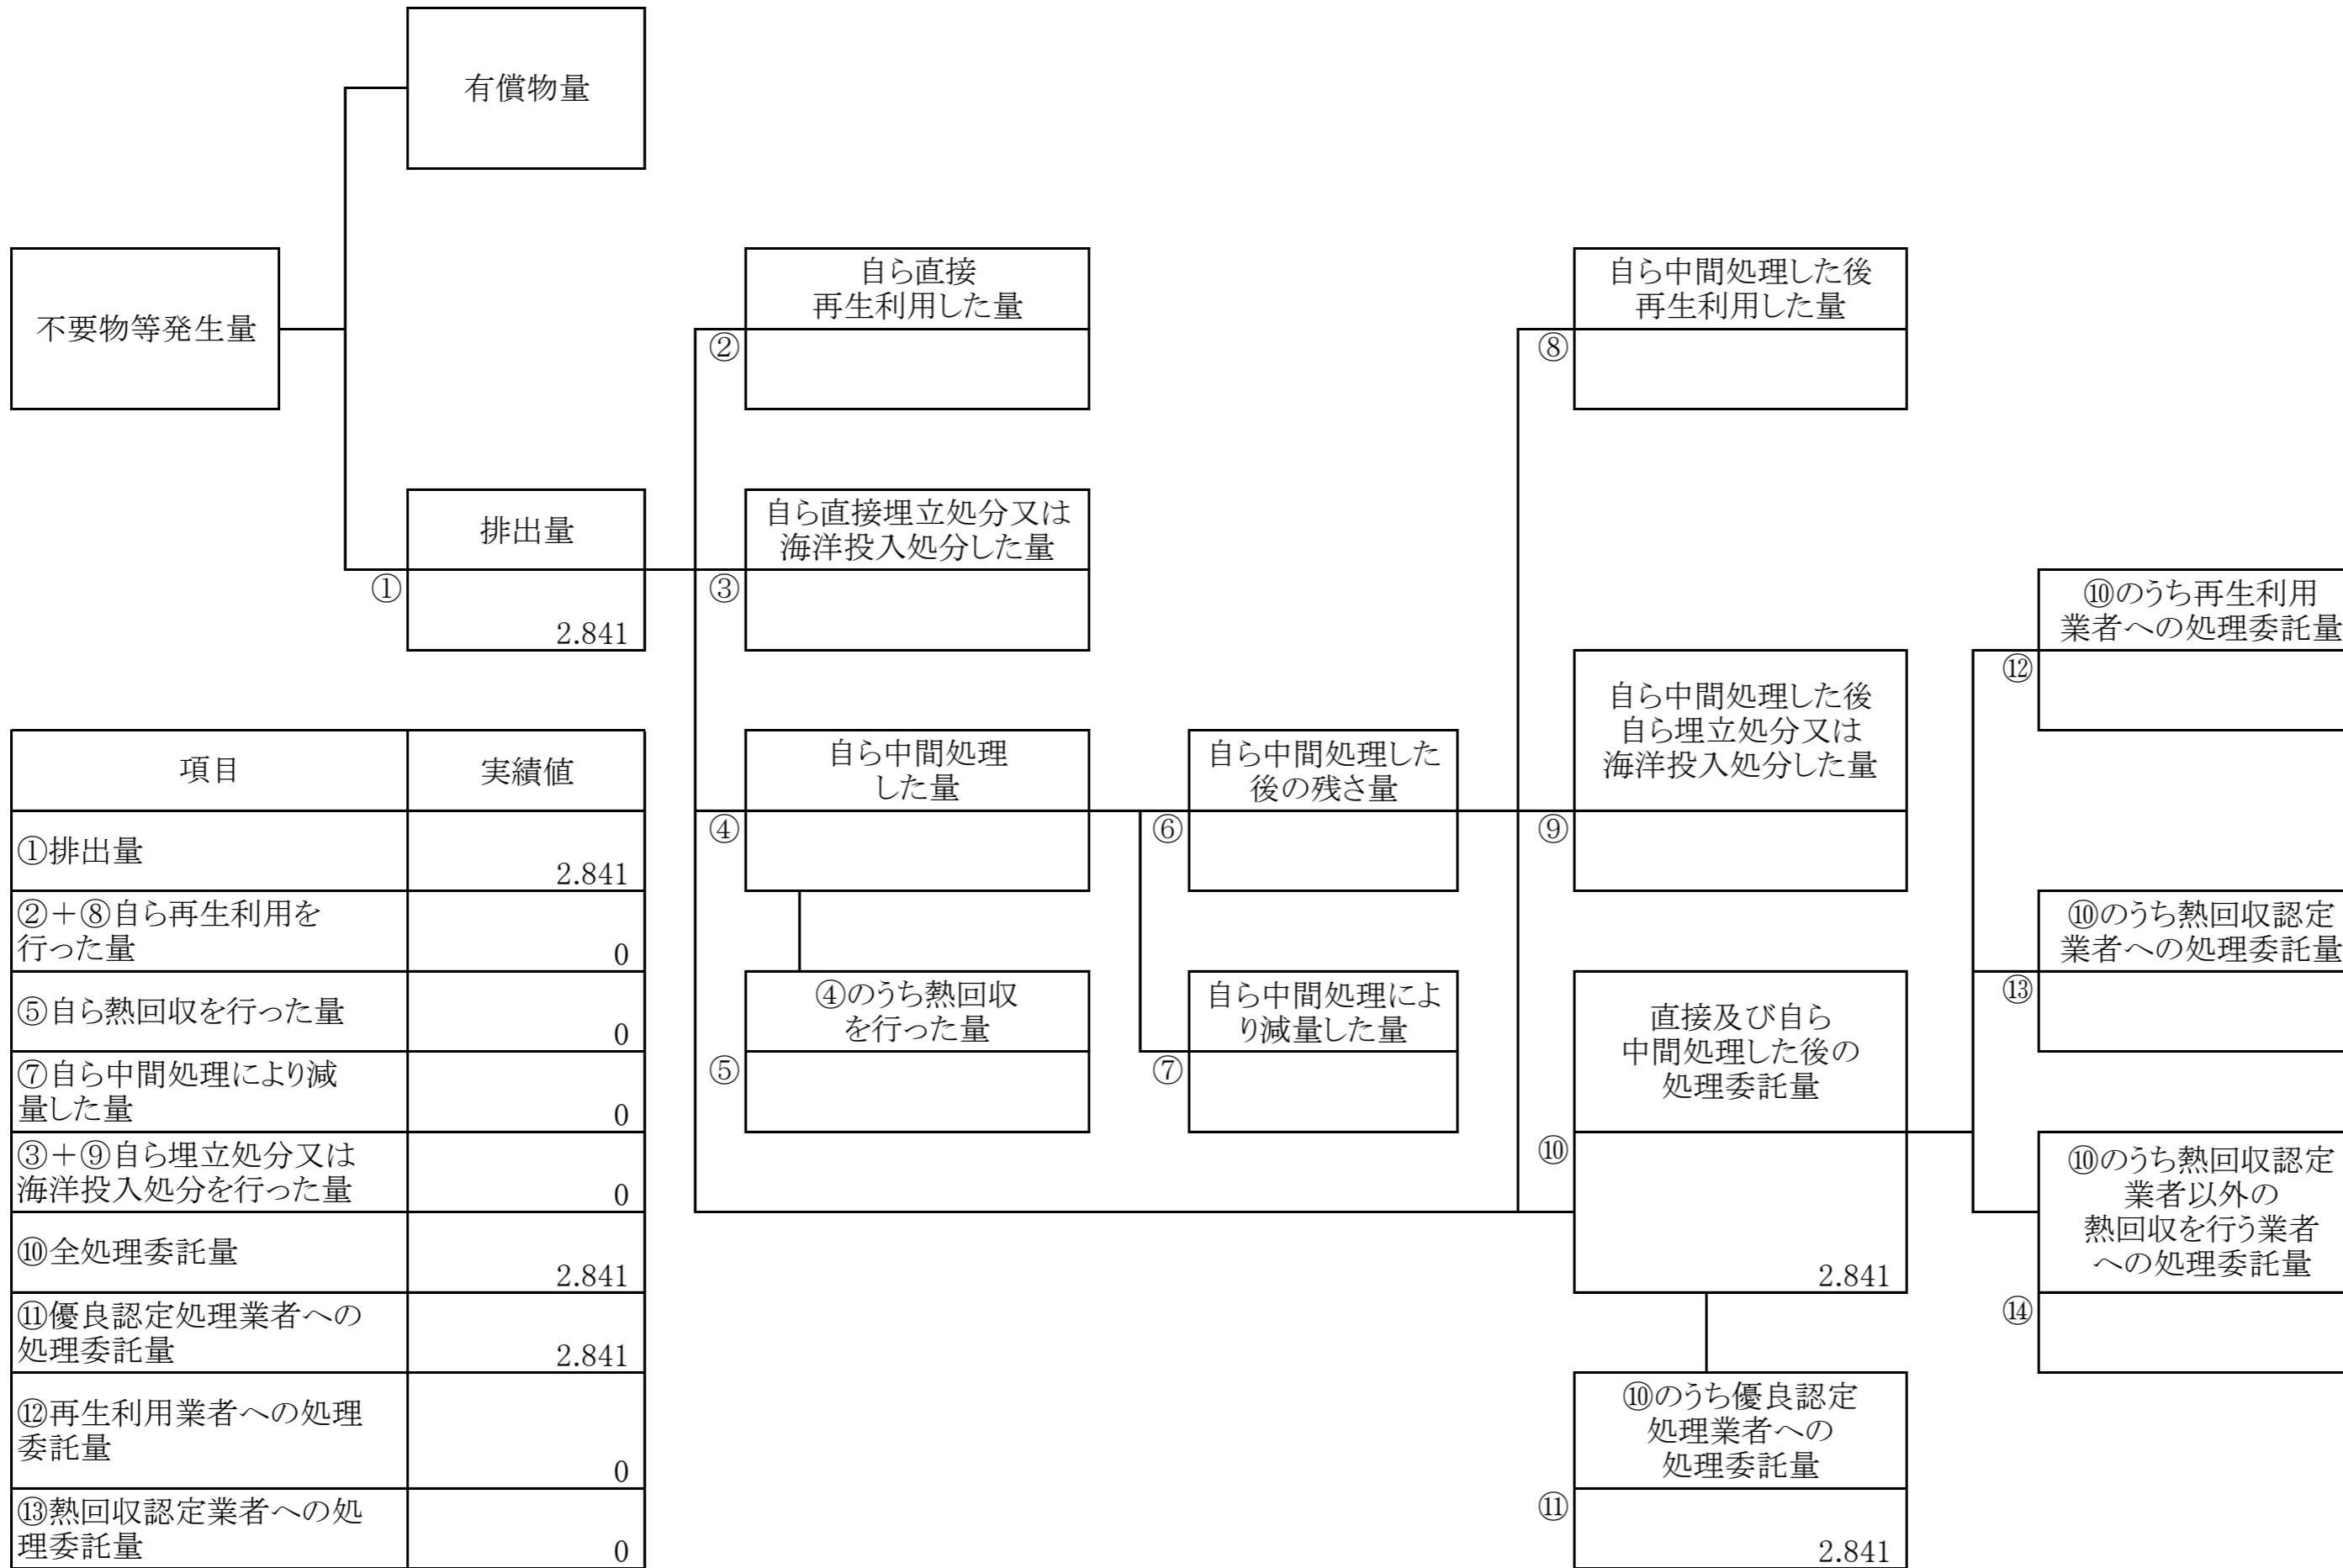 有償物量
不要物等発生量
自ら直接
再生利用した量
②
自ら中間処理した後
再生利用した量
⑧
排出量
①
2.841
自ら直接埋立処分又は
海洋投入処分した量
③
⑩のうち再生利用
業者への処理委託量
⑫
自ら中間処理した後
自ら埋立処分又は
海洋投入処分した量
⑨
自ら中間処理
した量
④
自ら中間処理した
後の残さ量
⑥
⑩のうち熱回収認定
業者への処理委託量
⑬
④のうち熱回収
を行った量
⑤
自ら中間処理によ
り減量した量
⑦
直接及び自ら
中間処理した後の
処理委託量
⑩
2.841
⑩のうち熱回収認定
業者以外の
熱回収を行う業者
への処理委託量
⑭
⑩のうち優良認定
処理業者への
処理委託量
⑪
2.841
項目 実績値
①排出量
2.841
②+⑧自ら再生利用を
行った量
0
⑤自ら熱回収を行った量
0
⑦自ら中間処理により減
量した量
0
③+⑨自ら埋立処分又は
海洋投入処分を行った量
0
⑩全処理委託量
2.841
⑪優良認定処理業者への
処理委託量
2.841
⑫再生利用業者への処理
委託量
0
⑬熱回収認定業者への処
理委託量
0